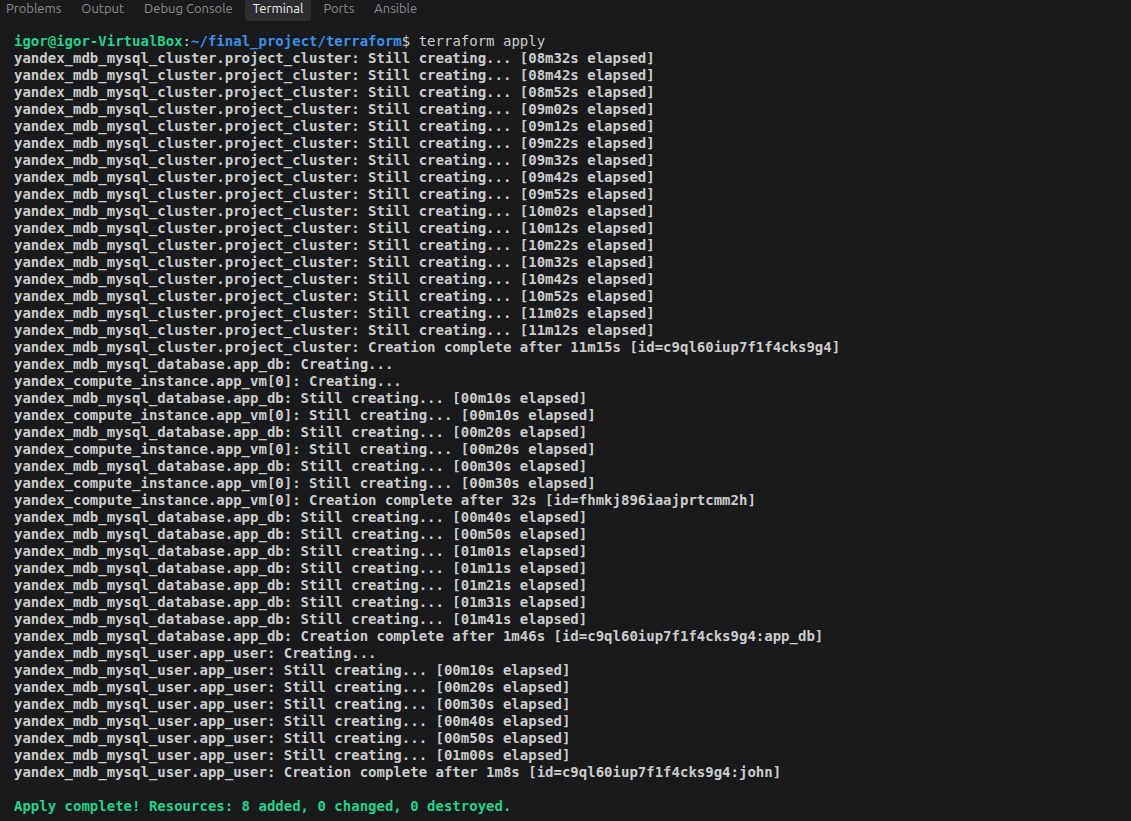 Problems Output Debug Console Terminal Ports Ansible
igor@igor-VirtualBox:~/final_project/terraform$ terraform apply
yandex_mdb_mysql_cluster.project_cluster: Still creating... [08m32s elapsed]
yandex_mdb_mysql_cluster.project_cluster: Still creating... [08m42s elapsed]
yandex_mdb_mysql_cluster.project_cluster: Still creating... [08m52s elapsed]
yandex_mdb_mysql_cluster.project_cluster: Still creating... [09m02s elapsed]
yandex_mdb_mysql_cluster.project_cluster: Still creating... [09m12s elapsed]
yandex_mdb_mysql_cluster.project_cluster: Still creating... [09m22s elapsed]
yandex_mdb_mysql_cluster.project_cluster: Still creating... [09m32s elapsed]
yandex_mdb_mysql_cluster.project_cluster: Still creating... [09m42s elapsed]
yandex_mdb_mysql_cluster.project_cluster: Still creating... [09m52s elapsed]
yandex_mdb_mysql_cluster.project_cluster: Still creating... [10m02s elapsed]
yandex_mdb_mysql_cluster.project_cluster: Still creating... [10m12s elapsed]
yandex_mdb_mysql_cluster.project_cluster: Still creating... [10m22s elapsed]
yandex_mdb_mysql_cluster.project_cluster: Still creating... [10m32s elapsed]
yandex_mdb_mysql_cluster.project_cluster: Still creating... [10m42s elapsed]
yandex_mdb_mysql_cluster.project_cluster: Still creating... [10m52s elapsed]
yandex_mdb_mysql_cluster.project_cluster: Still creating... [11m02s elapsed]
yandex_mdb_mysql_cluster.project_cluster: Still creating... [11m12s elapsed]
yandex_mdb_mysql_cluster.project_cluster: Creation complete after 11m15s [id=c9ql60iup7f1f4cks9g4]
yandex_mdb_mysql_database.app_db: Creating...
yandex_compute_instance.app_vm[0]: Creating...
yandex_mdb_mysql_database.app_db: Still creating... [00m10s elapsed]
yandex_compute_instance.app_vm[0]: Still creating... [00m10s elapsed]
yandex_mdb_mysql_database.app_db: Still creating... [00m20s elapsed]
yandex_compute_instance.app_vm[0]: Still creating... [00m20s elapsed]
yandex_mdb_mysql_database.app_db: Still creating... [00m30s elapsed]
yandex_compute_instance.app_vm[0]: Still creating... [00m30s elapsed]
yandex_compute_instance.app_vm[0]: Creation complete after 32s [id=fhmkj896iaajprtcmm2h]
yandex_mdb_mysql_database.app_db: Still creating... [00m40s elapsed]
yandex_mdb_mysql_database.app_db: Still creating... [00m50s elapsed]
yandex_mdb_mysql_database.app_db: Still creating... [01m01s elapsed]
yandex_mdb_mysql_database.app_db: Still creating... [01m11s elapsed]
yandex_mdb_mysql_database.app_db: Still creating... [01m21s elapsed]
yandex_mdb_mysql_database.app_db: Still creating... [01m31s elapsed]
yandex_mdb_mysql_database.app_db: Still creating... [01m41s elapsed]
yandex_mdb_mysql_database.app_db: Creation complete after 1m46s [id=c9ql60iup7f1f4cks9g4:app_db]
yandex_mdb_mysql_user.app_user: Creating...
yandex_mdb_mysql_user.app_user: Still creating... [00m10s elapsed]
yandex_mdb_mysql_user.app_user: Still creating... [00m20s elapsed]
yandex_mdb_mysql_user.app_user: Still creating... [00m30s elapsed]
yandex_mdb_mysql_user.app_user: Still creating... [00m40s elapsed]
yandex_mdb_mysql_user.app_user: Still creating... [00m50s elapsed]
yandex_mdb_mysql_user.app_user: Still creating... [01m00s elapsed]
yandex_mdb_mysql_user.app_user: Creation complete after 1m8s [id=c9ql60iup7f1f4cks9g4:john]
Apply complete! Resources: 8 added, 0 changed, 0 destroyed.